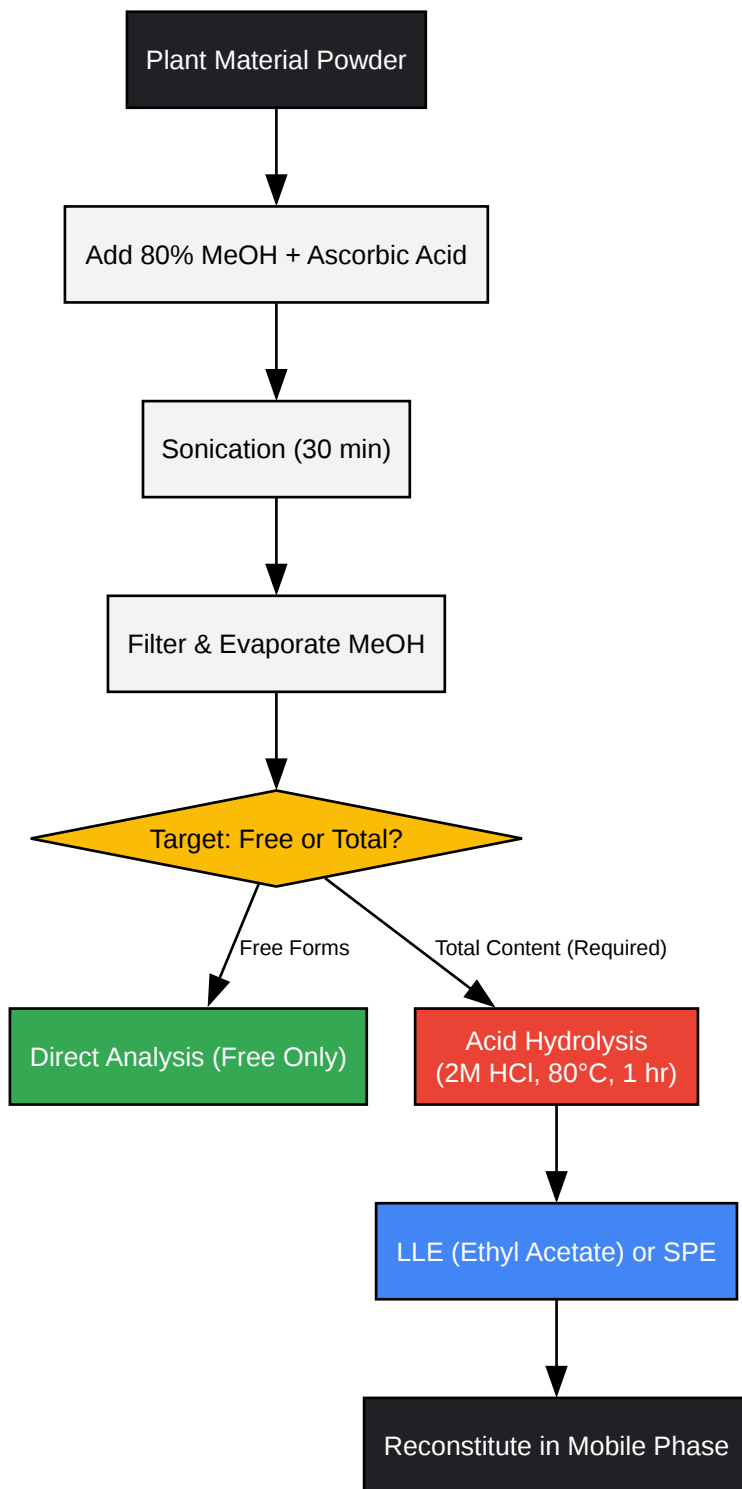 Plant Material Powder
Add 80% MeOH + Ascorbic Acid
Sonication (30 min)
Filter & Evaporate MeOH
Target: Free or Total?
Free Forms
Total Content (Required)
Direct Analysis (Free Only)
Acid Hydrolysis
(2M HCl, 80°C, 1 hr)
LLE (Ethyl Acetate) or SPE
Reconstitute in Mobile Phase